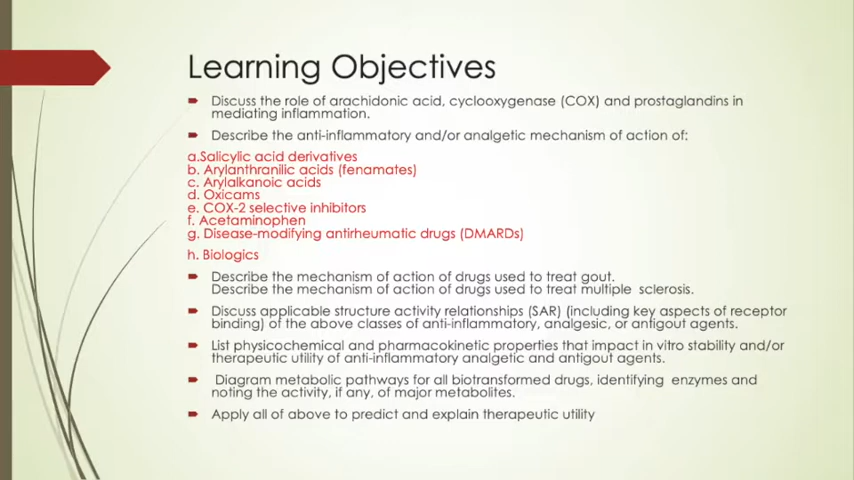 Learning Objectives
Discuss the role of arachidonic acid, cyclooxygenase (COX) and prostaglandins in
mediating inflammation.
Describe the anti-inflammatory and/or analgetic mechanism of action of:
a.Salicylic acid derivatives
b. Arylanthranilic acids (fenamates)
c. Arylalkanoic acids
d. Oxicams
e. COX-2 selective inhibitors
f. Acetaminophen
g. Disease-modifying antirheumatic drugs (DMARDs)
h. Biologics
Describe the mechanism of action of drugs used to treat gout.
Describe the mechanism of action of drugs used to treat multiple sclerosis.
Discuss applicable structure activity relationships (SAR) (including key aspects of receptor
binding) of the above classes of anti-inflammatory, analgesic, or antigout agents.
List physicochemical and pharmacokinetic properties that impact in vitro stability and/or
therapeutic utility of anti-inflammatory analgetic and antigout agents.
Diagram metabolic pathways for all biotransformed drugs, identifying enzymes and
noting the activity, if any, of major metabolites.
Apply all of above to predict and explain therapeutic utility